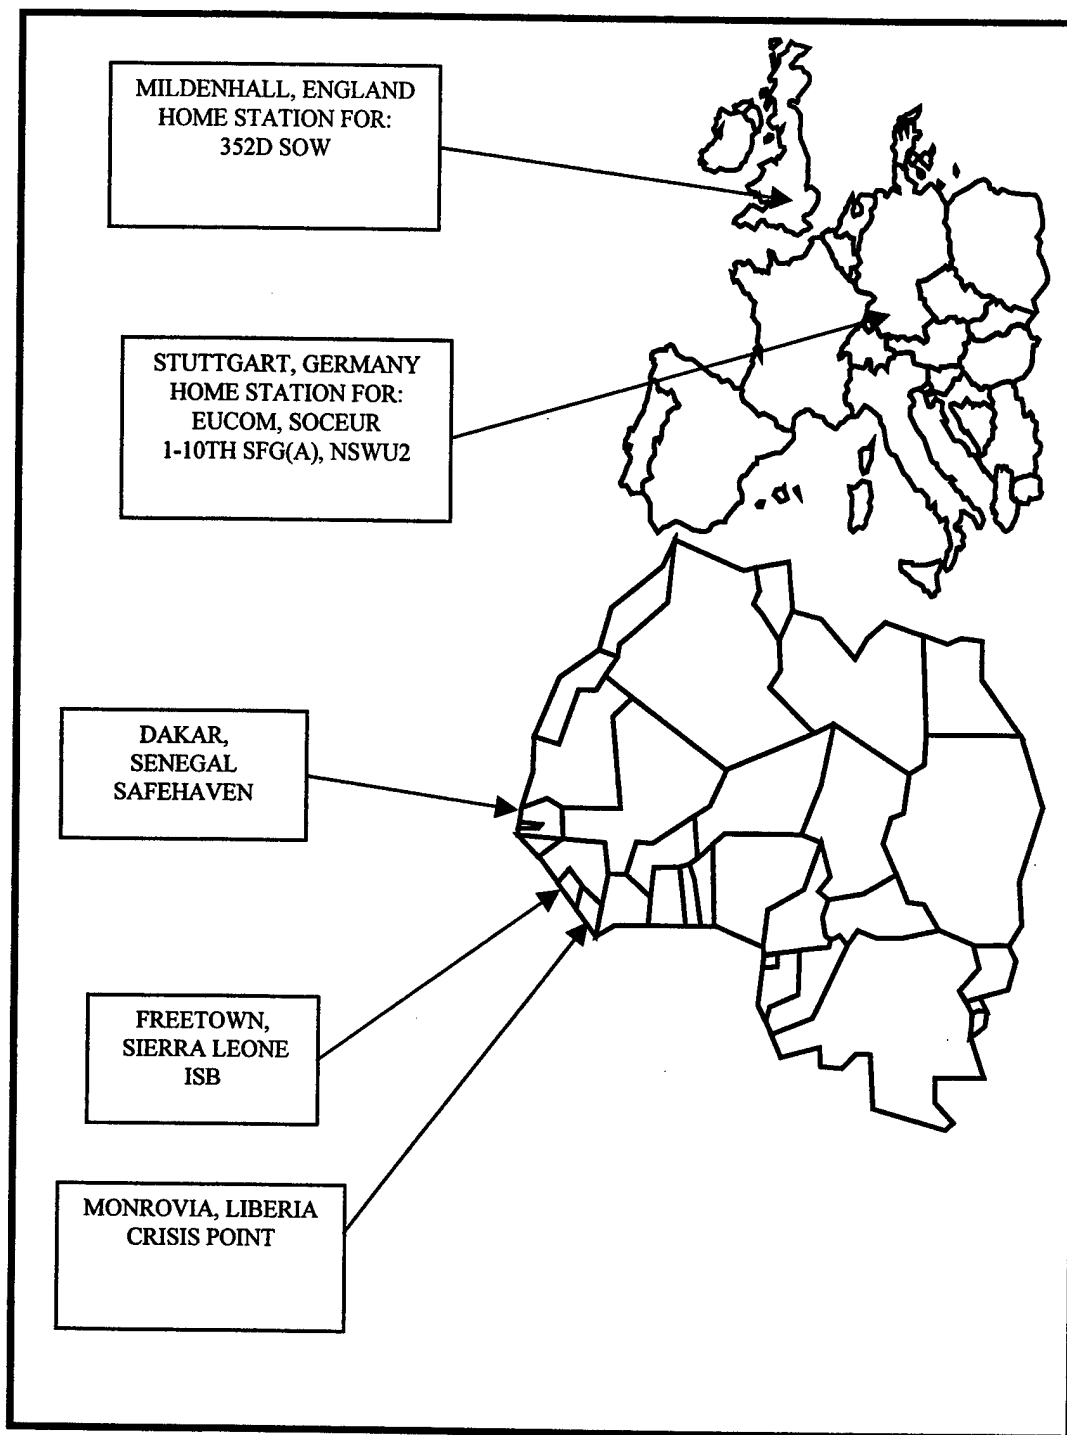 MILDENHALL, ENGLAND
HOME STATION FOR:
352D SOW
STUTTGART, GERMANY
HOME STATION FOR:
EUCOM, SOCEUR
1-10TH SFG(A), NSWU2
DAKAR,
SENEGAL
SAFEHAVEN
FREETOWN,
SIERRA LEONE
ISB
MONROVIA, LIBERIA
CRISIS POINT